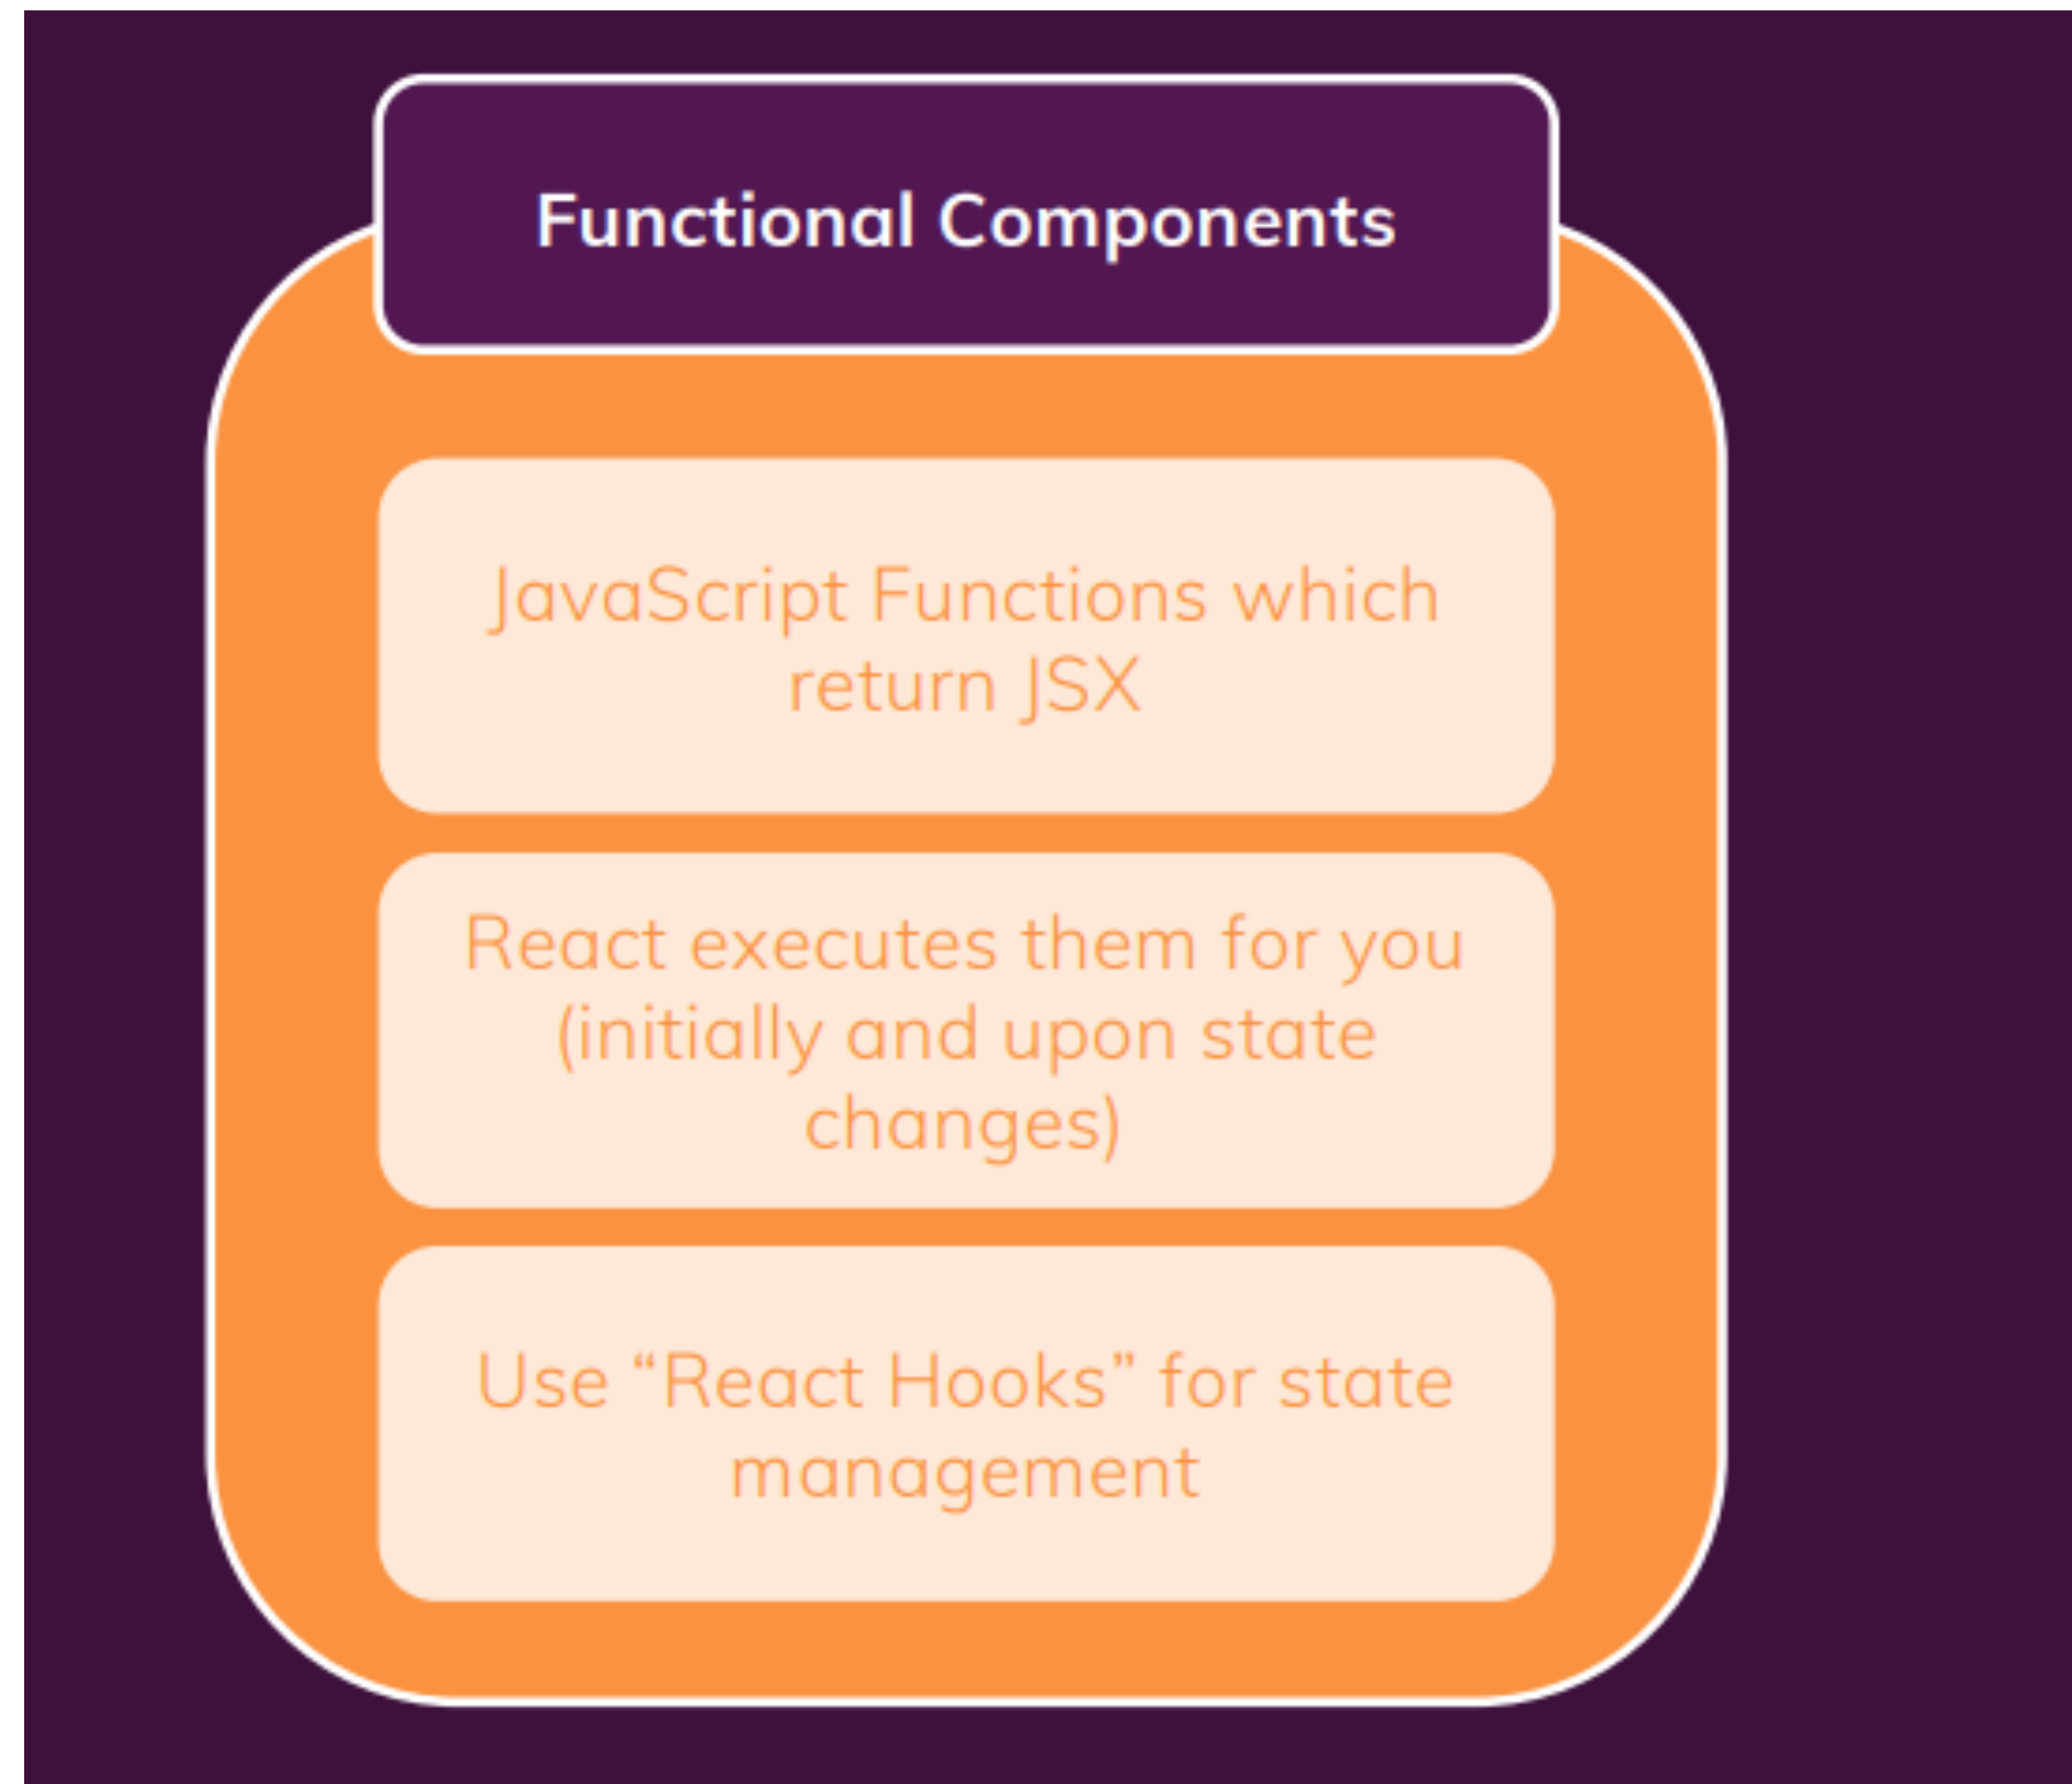 Functional Components
JavaScript Functions which
return JSX
React executes them for you
(initially and upon state
changes)
Use “React Hooks” for state
management